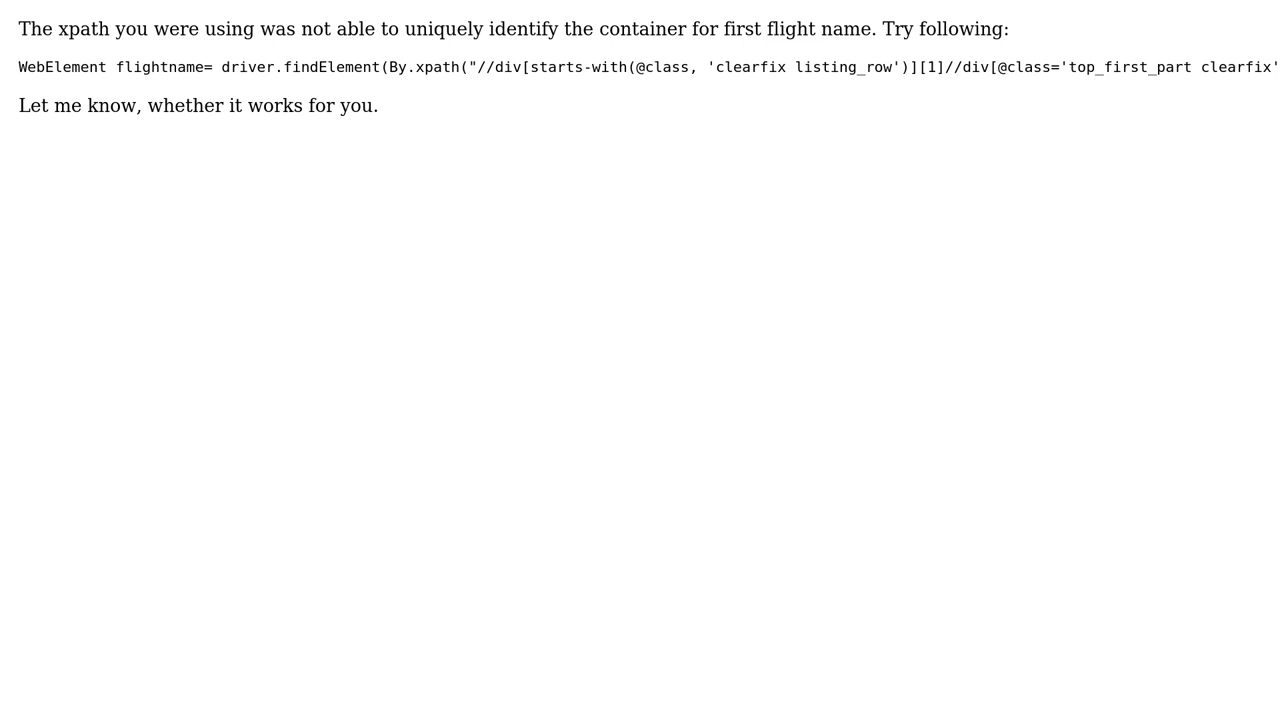 The xpath you were using was not able to uniquely identify the container for first flight name. Try following:
WebElement flightname= driver.findElement(By.xpath("//div[starts-with(@class, 'clearfix listing_row')][1]//div[@class='top_first_part clearfix'
Let me know, whether it works for you.